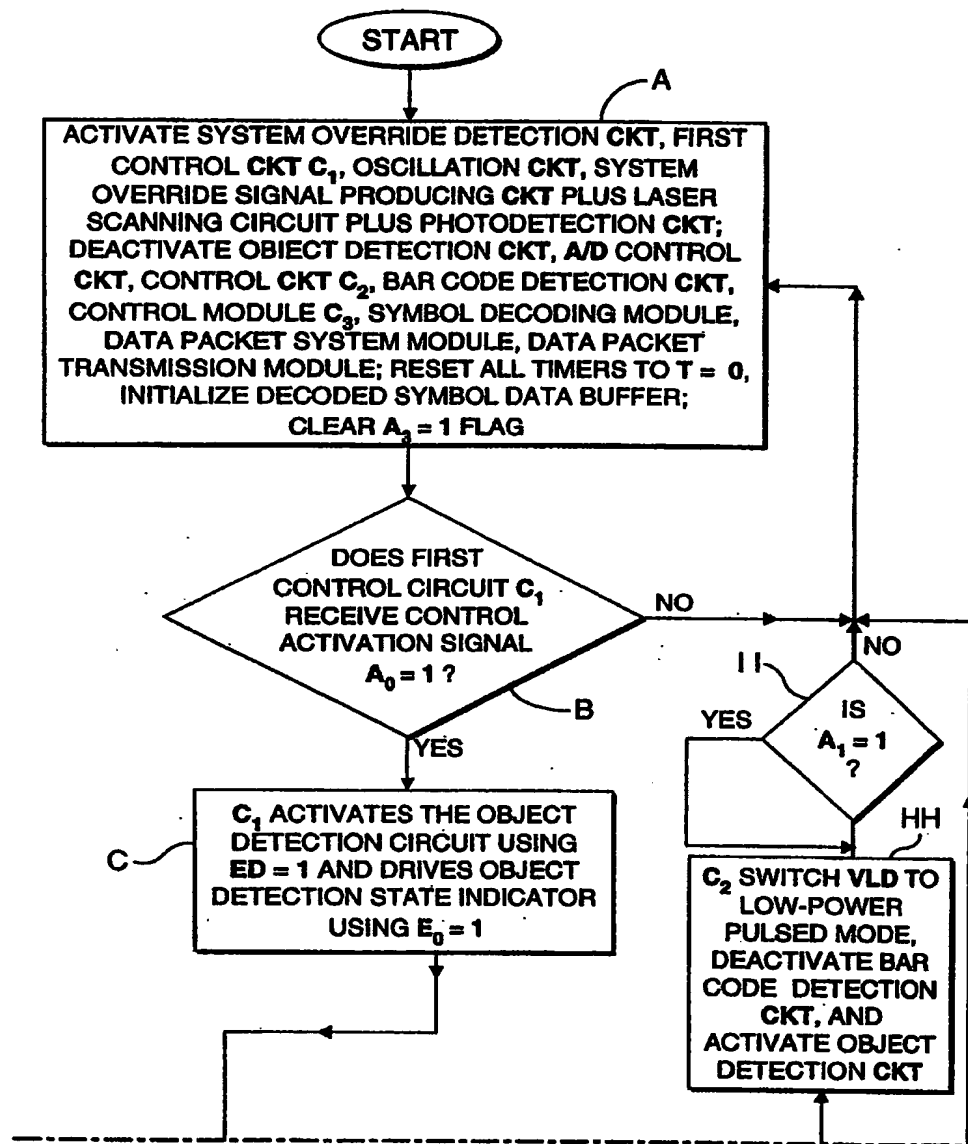 START
A
ACTIVATE SYSTEM OVERRIDE DETECTION CKT, FIRST
CONTROL CKT C1, OSCILLATION CKT, SYSTEM
OVERRIDE SIGNAL PRODUCING CKT PLUS LASER
SCANNING CIRCUIT PLUS PHOTODETECTION CKT;
DEACTIVATE OBIECT DETECTION CKT, A/D CONTROL
CKT, CONTROL CKT C2, BAR CODE DETECTION CKT,
CONTROL MODULE C3, SYMBOL DECODING MODULE,
DATA PACKET SYSTEM MODULE, DATA PACKET
TRANSMISSION MODULE; RESET ALL TIMERS TO T = 0,
INITIALIZE DECODED SYMBOL DATA BUFFER;
CLEAR A3 = 1 FLAG
DOES FIRST
CONTROL CIRCUIT C1
RECEIVE CONTROL
ACTIVATION SIGNAL
A0 = 1 ?
NO
B
YES
NO
II
YES
IS
A1 = 1
?
C
C1 ACTIVATES THE OBJECT
DETECTION CIRCUIT USING
ED = 1 AND DRIVES OBJECT
DETECTION STATE INDICATOR
USING E0 = 1
HH
C2 SWITCH VLD TO
LOW-POWER
PULSED MODE,
DEACTIVATE BAR
CODE DETECTION
CKT, AND
ACTIVATE OBJECT
DETECTION CKT